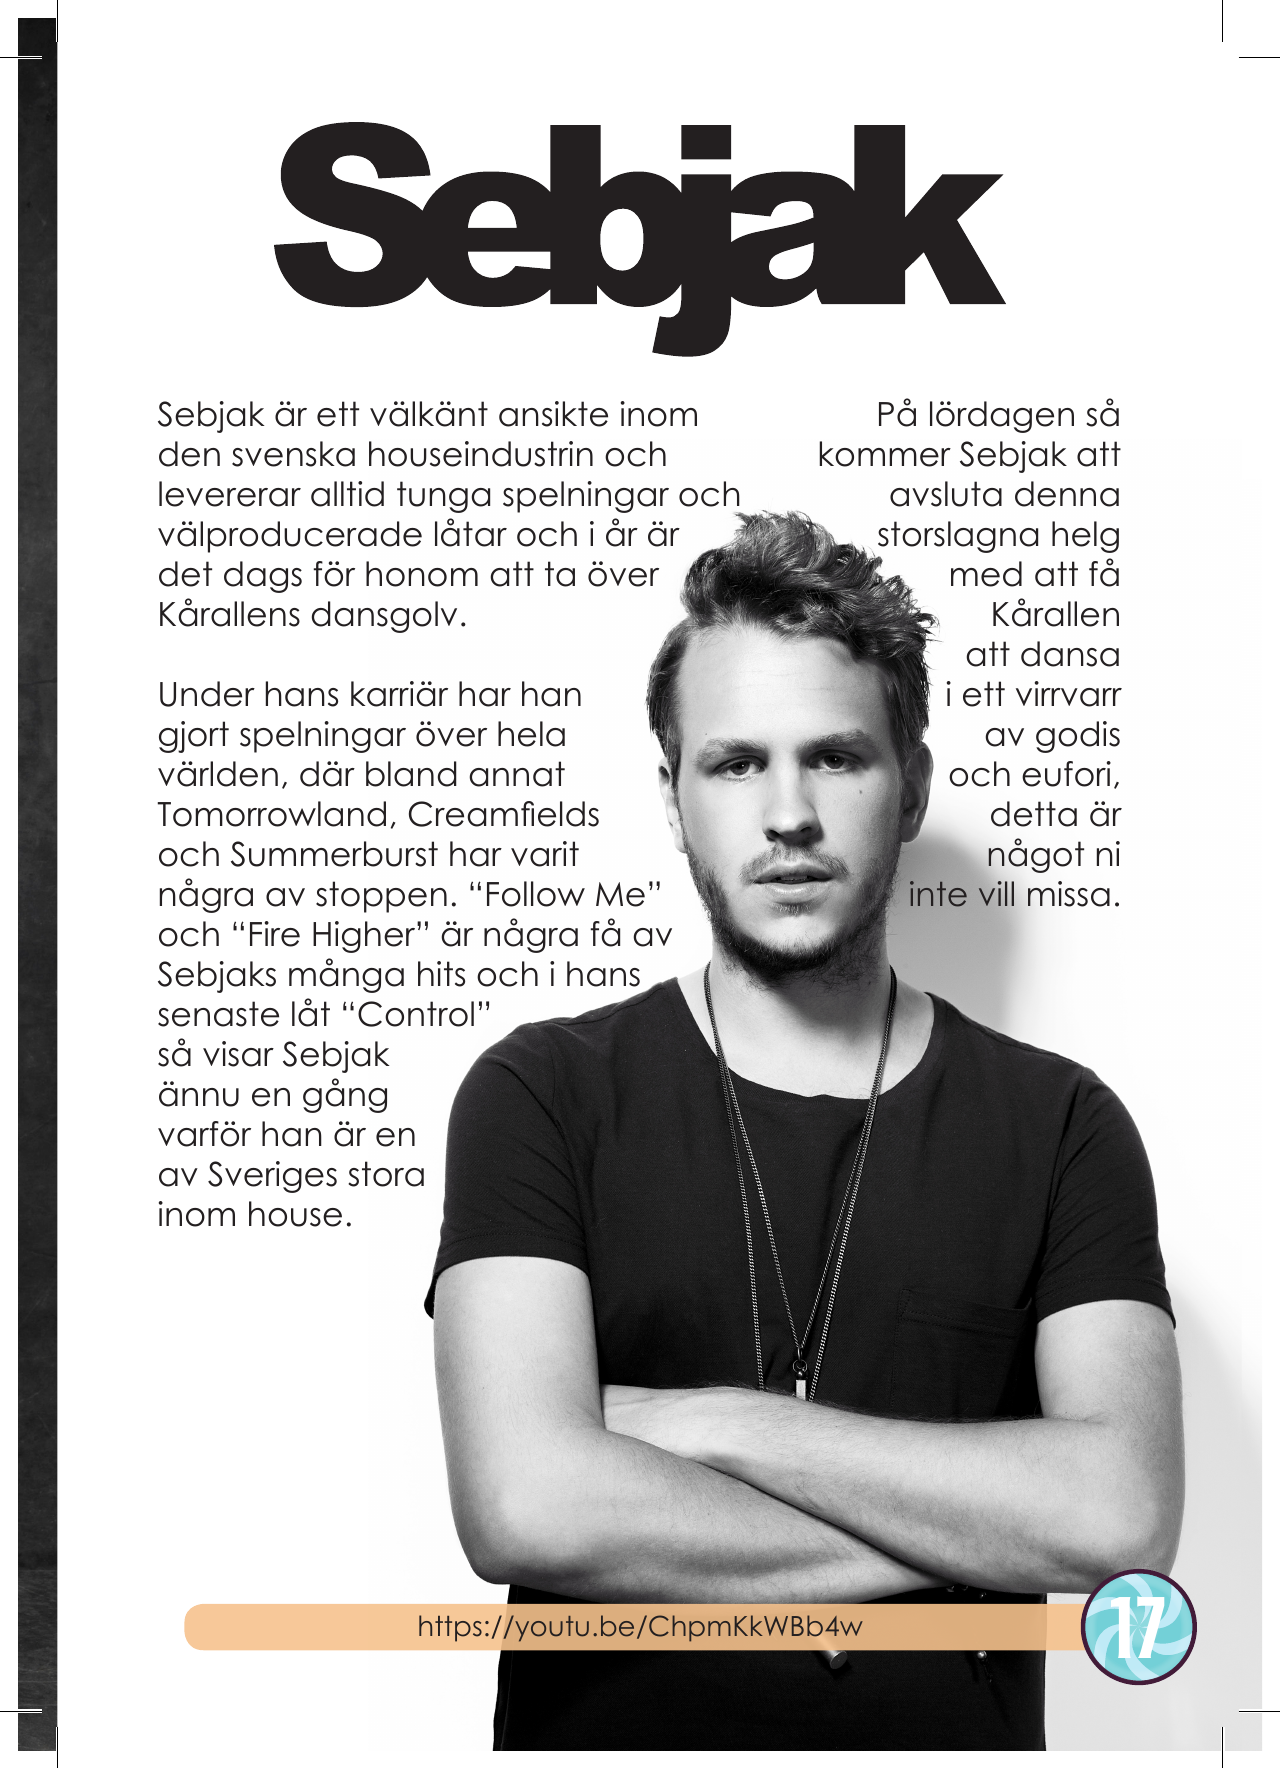 Sebjak
Sebjak är ett välkänt ansikte inom
den svenska houseindustrin och
levererar alltid tunga spelningar och
välproducerade låtar och i år är
det dags för honom att ta över
Kårallens dansgolv.
Under hans karriär har han
gjort spelningar över hela
världen, där bland annat
Tomorrowland, Creamfields
och Summerburst har varit
några av stoppen. “Follow Me”
och “Fire Higher” är några få av
Sebjaks många hits och i hans
senaste låt “Control”
så visar Sebjak
ännu en gång
varför han är en
av Sveriges stora
inom house.
På lördagen så
kommer Sebjak att
avsluta denna
storslagna helg
med att få
Kårallen
att dansa
i ett virrvarr
av godis
och eufori,
detta är
något ni
inte vill missa.
https://youtu.be/ChpmKkWBb4w
17